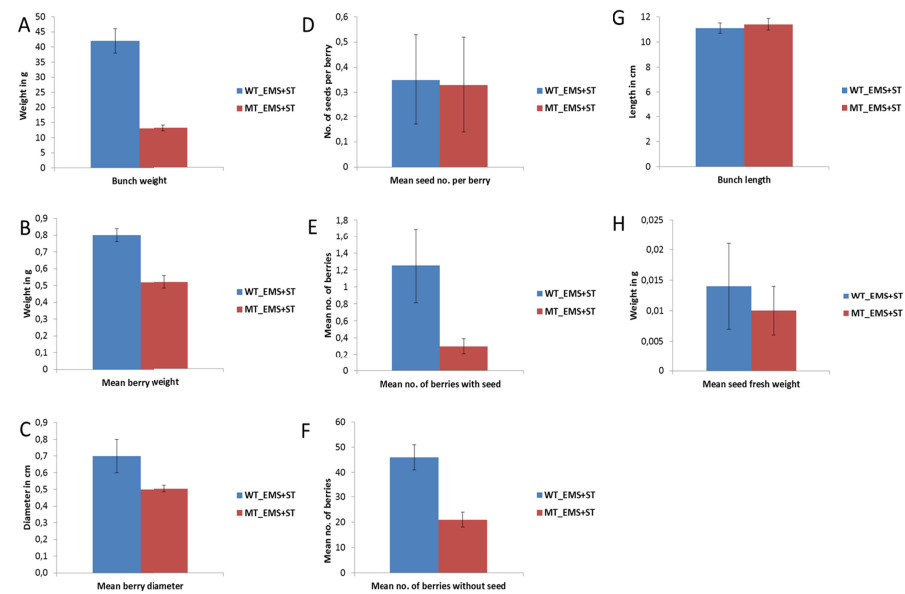 A
Weight in g
50
45
40
35
30
25
20
15
10
5
0
Bunch weight
WT_EMS+ST
MT_EMS+ST
D
No. of seeds per berry
0,6
0,5
0,4
0,3
0,2
0,1
0
Mean seed no. per berry
WT_EMS+ST
MT_EMS+ST
G
Length in cm
12
10
8
6
4
2
0
Bunch length
WT_EMS+ST
MT_EMS+ST
B
Weight in g
0,9
0,8
0,7
0,6
0,5
0,4
0,3
0,2
0,1
0
Mean berry weight
WT_EMS+ST
MT_EMS+ST
E
Mean no. of berries
1,8
1,6
1,4
1,2
1
0,8
0,6
0,4
0,2
0
Mean no. of berries with seed
WT_EMS+ST
MT_EMS+ST
H
Weight in g
0,025
0,02
0,015
0,01
0,005
0
Mean seed fresh weight
WT_EMS+ST
MT_EMS+ST
C
Diameter in cm
0,9
0,8
0,7
0,6
0,5
0,4
0,3
0,2
0,1
0,0
Mean berry diameter
WT_EMS+ST
MT_EMS+ST
F
Mean no. of berries
60
50
40
30
20
10
0
Mean no. of berries without seed
WT_EMS+ST
MT_EMS+ST